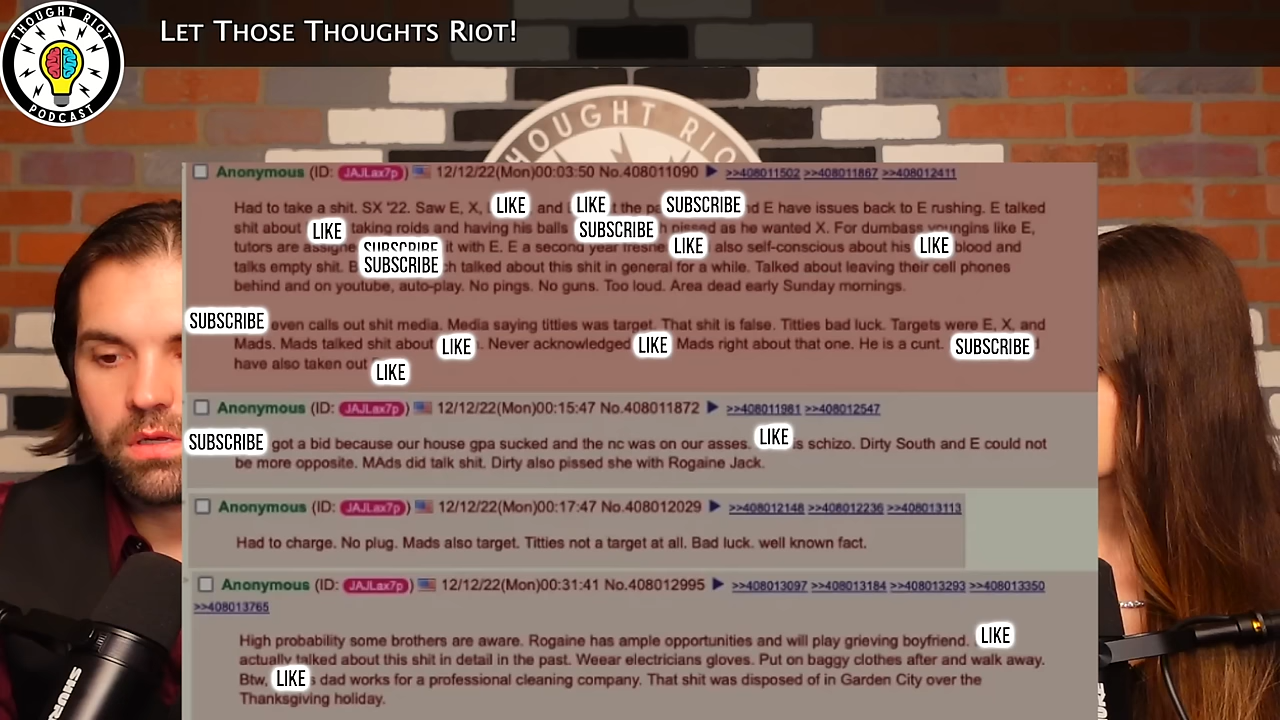 LET THOSE THOUGHTS RIOT!
THOUGHT RIOT
PODCAST
THOUGHT RIOT
Anonymous (ID: JAJLax7p) 12/12/22(Mon)00:03:50 No.408011090 ▶ >>408011502 >>408011867 >>408012411
Had to take a shit. SX '22. Saw E, X, LIKE and LIKE t the pa SUBSCRIBE nd E have issues back to E rushing. E talked
shit about LIKE taking roids and having his balls SUBSCRIBE h pissed as he wanted X. For dumbass youngins like E,
tutors are assigne SUBSCRIBE it with E. E a second year freshe LIKE also self-conscious about his LIKE blood and
talks empty shit. B SUBSCRIBE ch talked about this shit in general for a while. Talked about leaving their cell phones
behind and on youtube, auto-play. No pings. No guns. Too loud. Area dead early Sunday mornings.
SUBSCRIBE even calls out shit media. Media saying titties was target. That shit is false. Titties bad luck. Targets were E, X, and
Mads. Mads talked shit about LIKE. Never acknowledged LIKE Mads right about that one. He is a cunt. SUBSCRIBE
have also taken out LIKE
Anonymous (ID: JAJLax7p) 12/12/22(Mon)00:15:47 No.408011872 ▶ >>408011981 >>408012547
SUBSCRIBE got a bid because our house gpa sucked and the nc was on our asses. LIKE s schizo. Dirty South and E could not
be more opposite. MAds did talk shit. Dirty also pissed she with Rogaine Jack.
Anonymous (ID: JAJLax7p) 12/12/22(Mon)00:17:47 No.408012029 ▶ >>408012148 >>408012236 >>408013113
Had to charge. No plug. Mads also target. Titties not a target at all. Bad luck. well known fact.
Anonymous (ID: JAJLax7p) 12/12/22(Mon)00:31:41 No.408012995 ▶ >>408013097 >>408013184 >>408013293 >>408013350
>>408013765
High probability some brothers are aware. Rogaine has ample opportunities and will play grieving boyfriend. LIKE
actually talked about this shit in detail in the past. Weear electricians gloves. Put on baggy clothes after and walk away.
Btw, LIKE s dad works for a professional cleaning company. That shit was disposed of in Garden City over the
Thanksgiving holiday.
SHURE